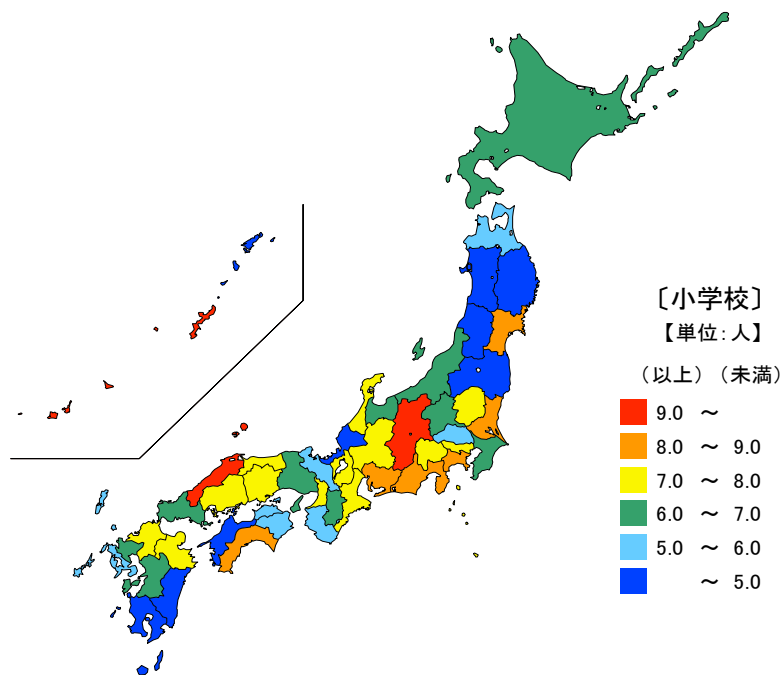 〔小学校〕
【単位：人】
（以上）（未満）
9.0 ～
8.0 ～ 9.0
7.0 ～ 8.0
6.0 ～ 7.0
5.0 ～ 6.0
～ 5.0